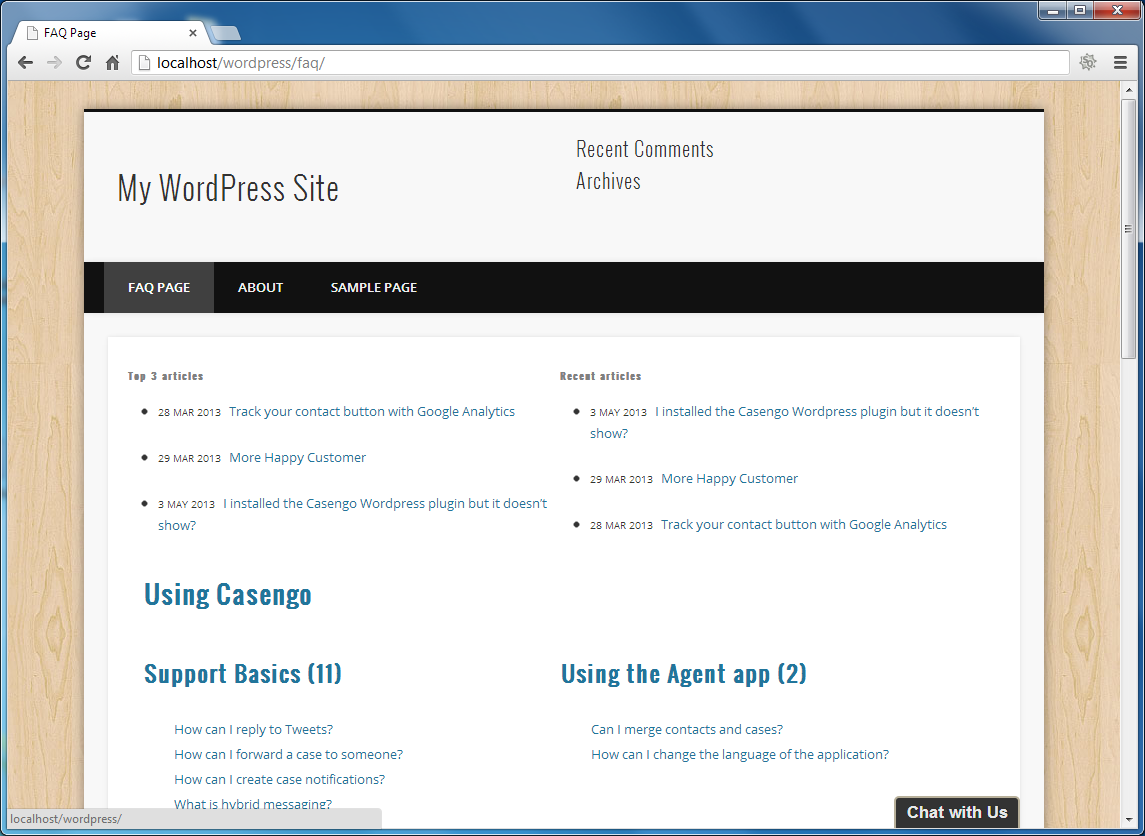 FAQ Page
localhost/wordpress/faq/
My WordPress Site
Recent Comments
Archives
FAQ PAGE ABOUT SAMPLE PAGE
Top 3 articles
28 MAR 2013 Track your contact button with Google Analytics
29 MAR 2013 More Happy Customer
3 MAY 2013 I installed the Casengo Wordpress plugin but it doesn't
show?
Recent articles
3 MAY 2013 I installed the Casengo Wordpress plugin but it doesn't
show?
29 MAR 2013 More Happy Customer
28 MAR 2013 Track your contact button with Google Analytics
Using Casengo
Support Basics (11)
How can I reply to Tweets?
How can I forward a case to someone?
How can I create case notifications?
What is hybrid messaging?
Using the Agent app (2)
Can I merge contacts and cases?
How can I change the language of the application?
localhost/wordpress/
Chat with Us